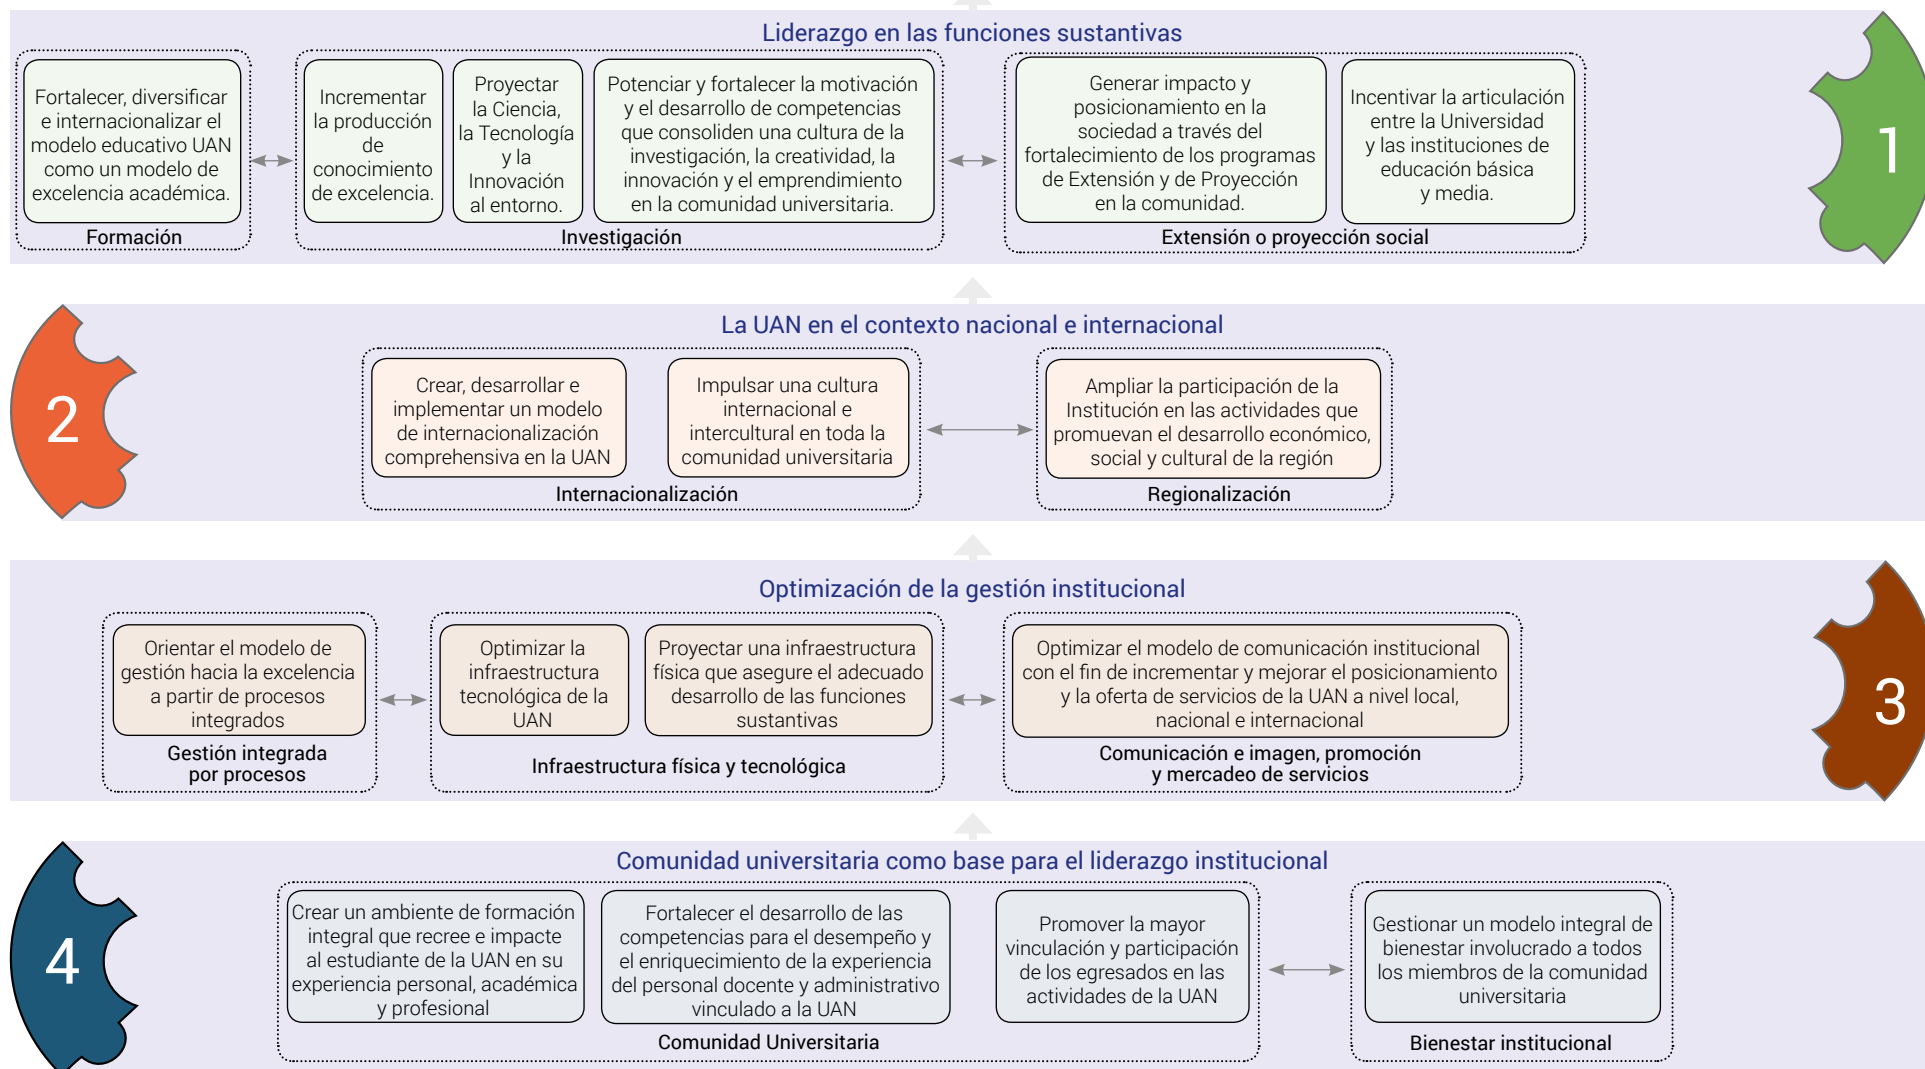 Liderazgo en las funciones sustantivas
Fortalecer, diversificar
e internacionalizar el
modelo educativo UAN
como un modelo de
excelencia académica.
Formación
Incrementar
la producción
de
conocimiento
de excelencia.
Proyectar
la Ciencia,
la Tecnología
y la
Innovación
al entorno.
Potenciar y fortalecer la motivación
y el desarrollo de competencias
que consoliden una cultura de la
investigación, la creatividad, la
innovación y el emprendimiento
en la comunidad universitaria.
Investigación
Generar impacto y
posicionamiento en la
sociedad a través del
fortalecimiento de los programas
de Extensión y de Proyección
en la comunidad.
Incentivar la articulación
entre la Universidad
y las instituciones de
educación básica
y media.
Extensión o proyección social
1
La UAN en el contexto nacional e internacional
2
Crear, desarrollar e
implementar un modelo
de internacionalización
comprehensiva en la UAN
Impulsar una cultura
internacional e
intercultural en toda la
comunidad universitaria
Internacionalización
Ampliar la participación de la
Institución en las actividades que
promuevan el desarrollo económico,
social y cultural de la región
Regionalización
Optimización de la gestión institucional
Orientar el modelo de
gestión hacia la excelencia
a partir de procesos
integrados
Gestión integrada
por procesos
Optimizar la
infraestructura
tecnológica de la
UAN
Proyectar una infraestructura
física que asegure el adecuado
desarrollo de las funciones
sustantivas
Infraestructura física y tecnológica
Optimizar el modelo de comunicación institucional
con el fin de incrementar y mejorar el posicionamiento
y la oferta de servicios de la UAN a nivel local,
nacional e internacional
Comunicación e imagen, promoción
y mercadeo de servicios
3
Comunidad universitaria como base para el liderazgo institucional
4
Crear un ambiente de formación
integral que recree e impacte
al estudiante de la UAN en su
experiencia personal, académica
y profesional
Fortalecer el desarrollo de las
competencias para el desempeño y
el enriquecimiento de la experiencia
del personal docente y administrativo
vinculado a la UAN
Promover la mayor
vinculación y participación
de los egresados en las
actividades de la UAN
Comunidad Universitaria
Gestionar un modelo integral de
bienestar involucrado a todos
los miembros de la comunidad
universitaria
Bienestar institucional